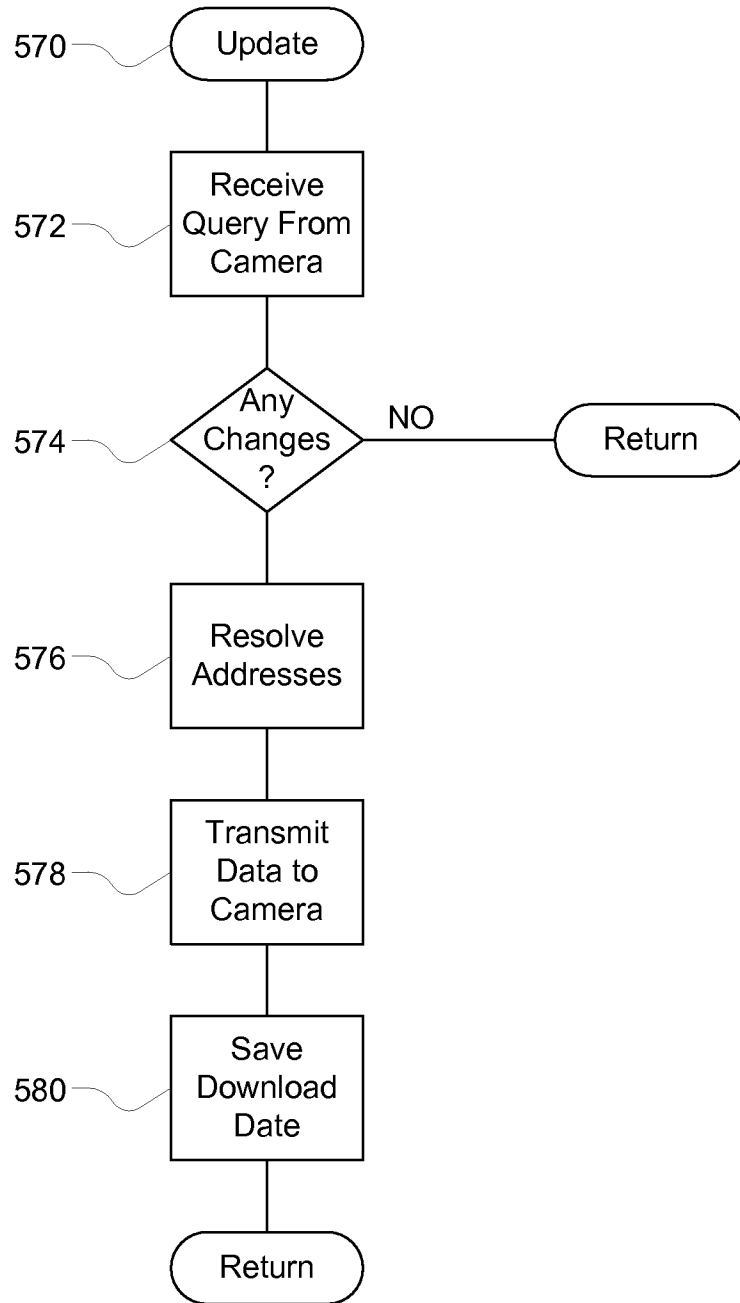 570
Update
572
Receive
Query From
Camera
574
Any
Changes
?
NO
Return
576
Resolve
Addresses
578
Transmit
Data to
Camera
580
Save
Download
Date
Return